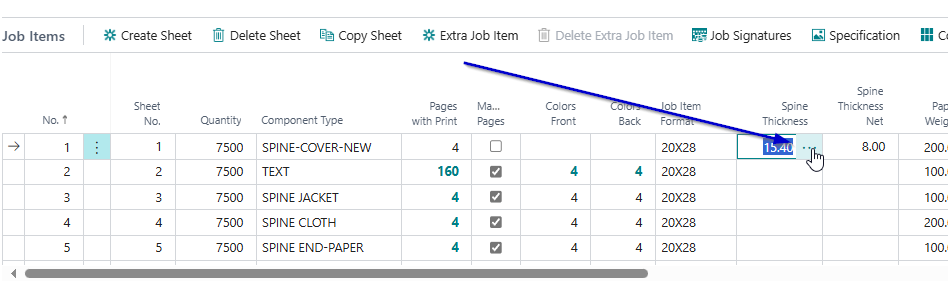 Job Items Create Sheet Delete Sheet Copy Sheet Extra Job Item Delete Extra Job Item Job Signatures Specification Co
No. ↑ Sheet No. Quantity Component Type Pages with Print Ma... Pages Colors Front Colors Back Job Item Format Spine Thickness Spine Thickness Net Pap Weig
1 1 7500 SPINE-COVER-NEW 4 20X28 15.40 ... 8.00 200.
2 2 7500 TEXT 160 4 4 20X28 100.
3 3 7500 SPINE JACKET 4 4 4 20X28 100.
4 4 7500 SPINE CLOTH 4 4 4 20X28 200.
5 5 7500 SPINE END-PAPER 4 4 4 20X28 100.